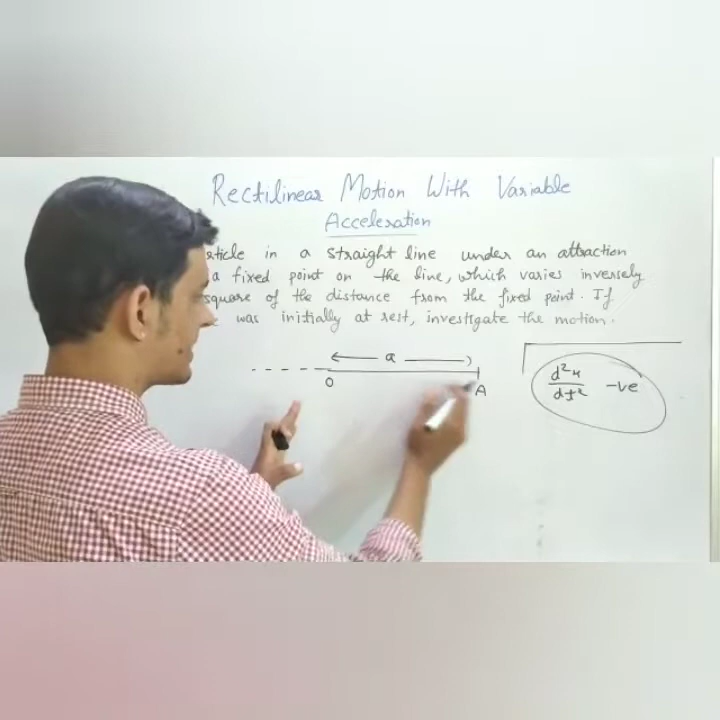 Rectilinear Motion With Variable
Acceleration
article in a straight line under an attraction
a fixed point on the line, which varies inversely
square of the distance from the fixed point. If
was initially at rest, investigate the motion.
a
O A
d²x/dt² -ve